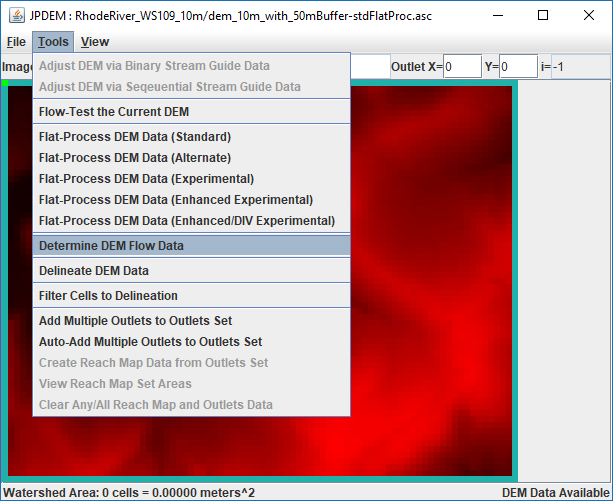 JPDEM : RhodeRiver_WS109_10m/dem_10m_with_50mBuffer-stdFlatProc.asc
File Tools View
Image Outlet X= 0 Y= 0 i= -1
Adjust DEM via Binary Stream Guide Data
Adjust DEM via Seqeuential Stream Guide Data
Flow-Test the Current DEM
Flat-Process DEM Data (Standard)
Flat-Process DEM Data (Alternate)
Flat-Process DEM Data (Experimental)
Flat-Process DEM Data (Enhanced Experimental)
Flat-Process DEM Data (Enhanced/DIV Experimental)
Determine DEM Flow Data
Delineate DEM Data
Filter Cells to Delineation
Add Multiple Outlets to Outlets Set
Auto-Add Multiple Outlets to Outlets Set
Create Reach Map Data from Outlets Set
View Reach Map Set Areas
Clear Any/All Reach Map and Outlets Data
Watershed Area: 0 cells = 0.00000 meters^2 DEM Data Available